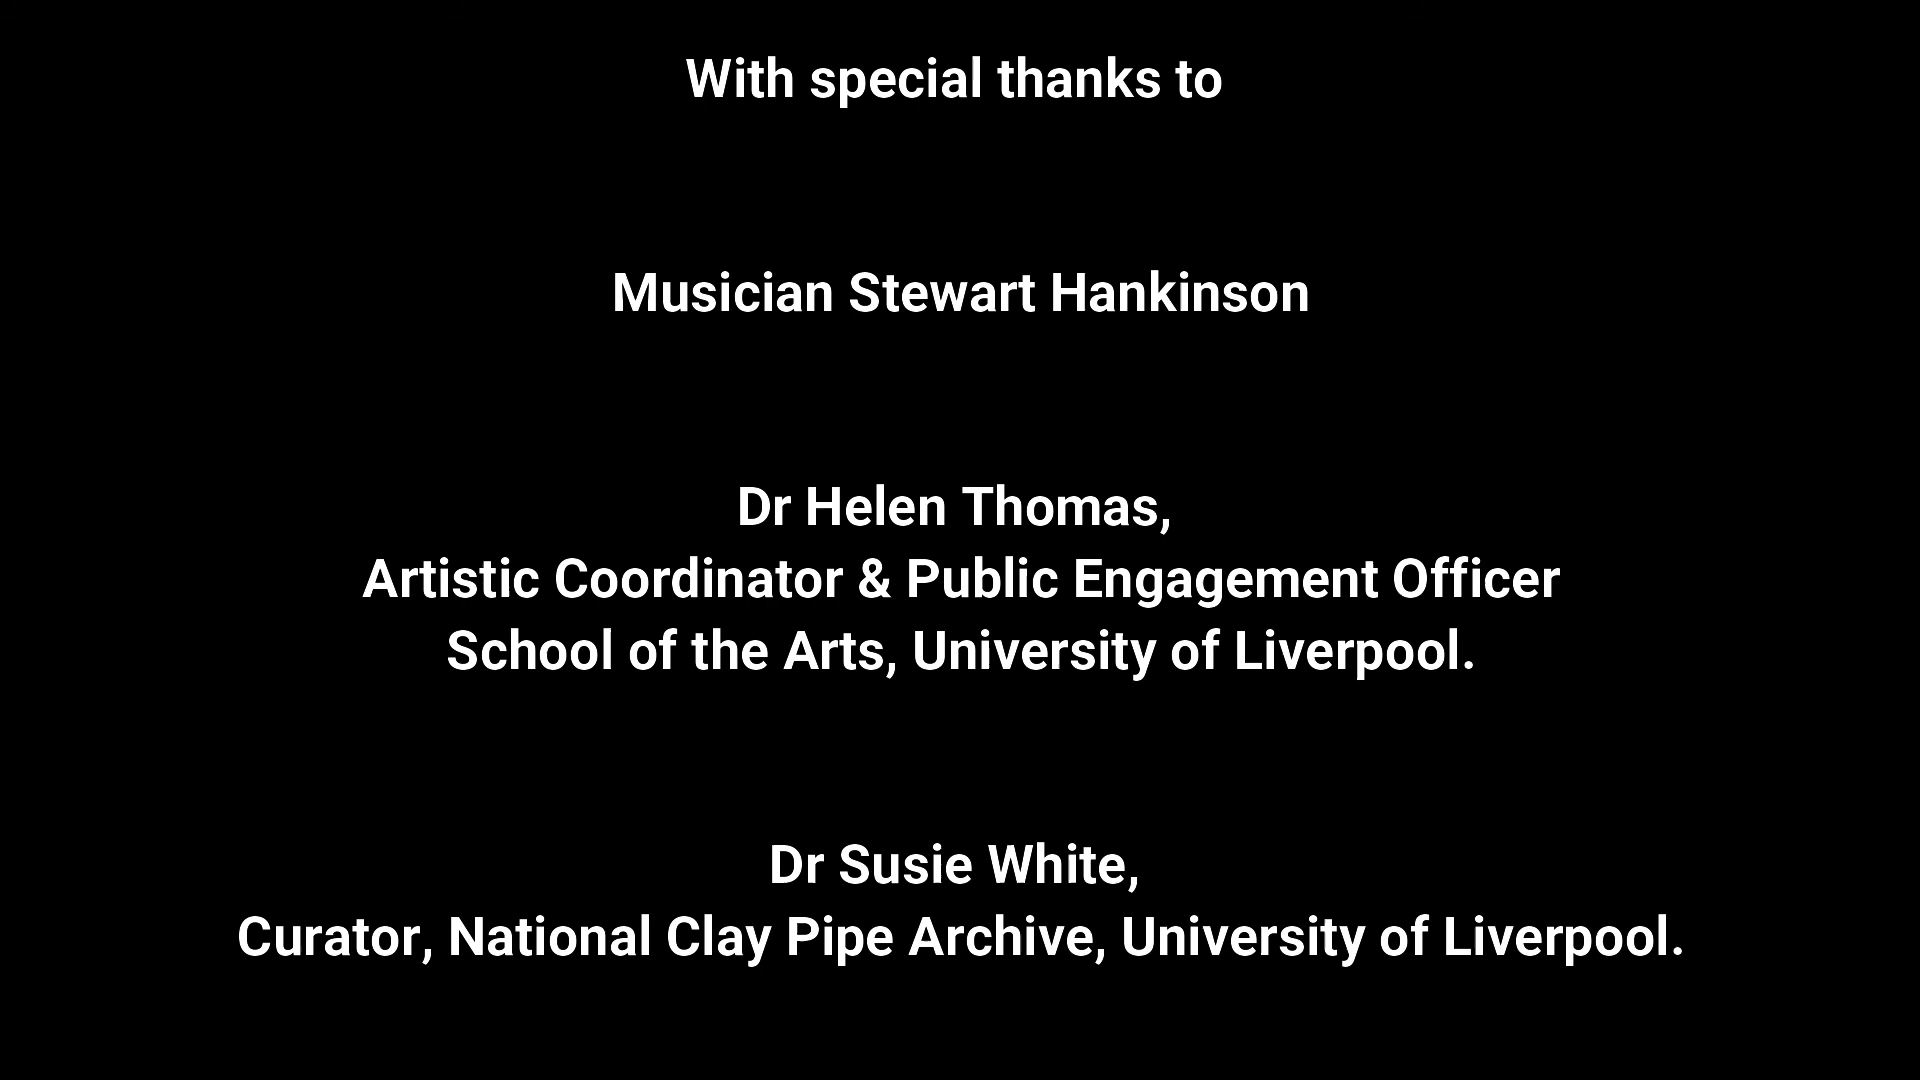 With special thanks to
Musician Stewart Hankinson
Dr Helen Thomas,
Artistic Coordinator & Public Engagement Officer
School of the Arts, University of Liverpool.
Dr Susie White,
Curator, National Clay Pipe Archive, University of Liverpool.